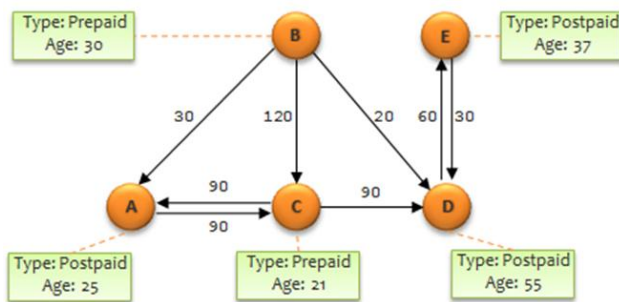 Type: Prepaid
Age: 30
B
E
Type: Postpaid
Age: 37
30
120
20
60
30
90
90
90
A
C
D
Type: Postpaid
Age: 25
Type: Prepaid
Age: 21
Type: Postpaid
Age: 55